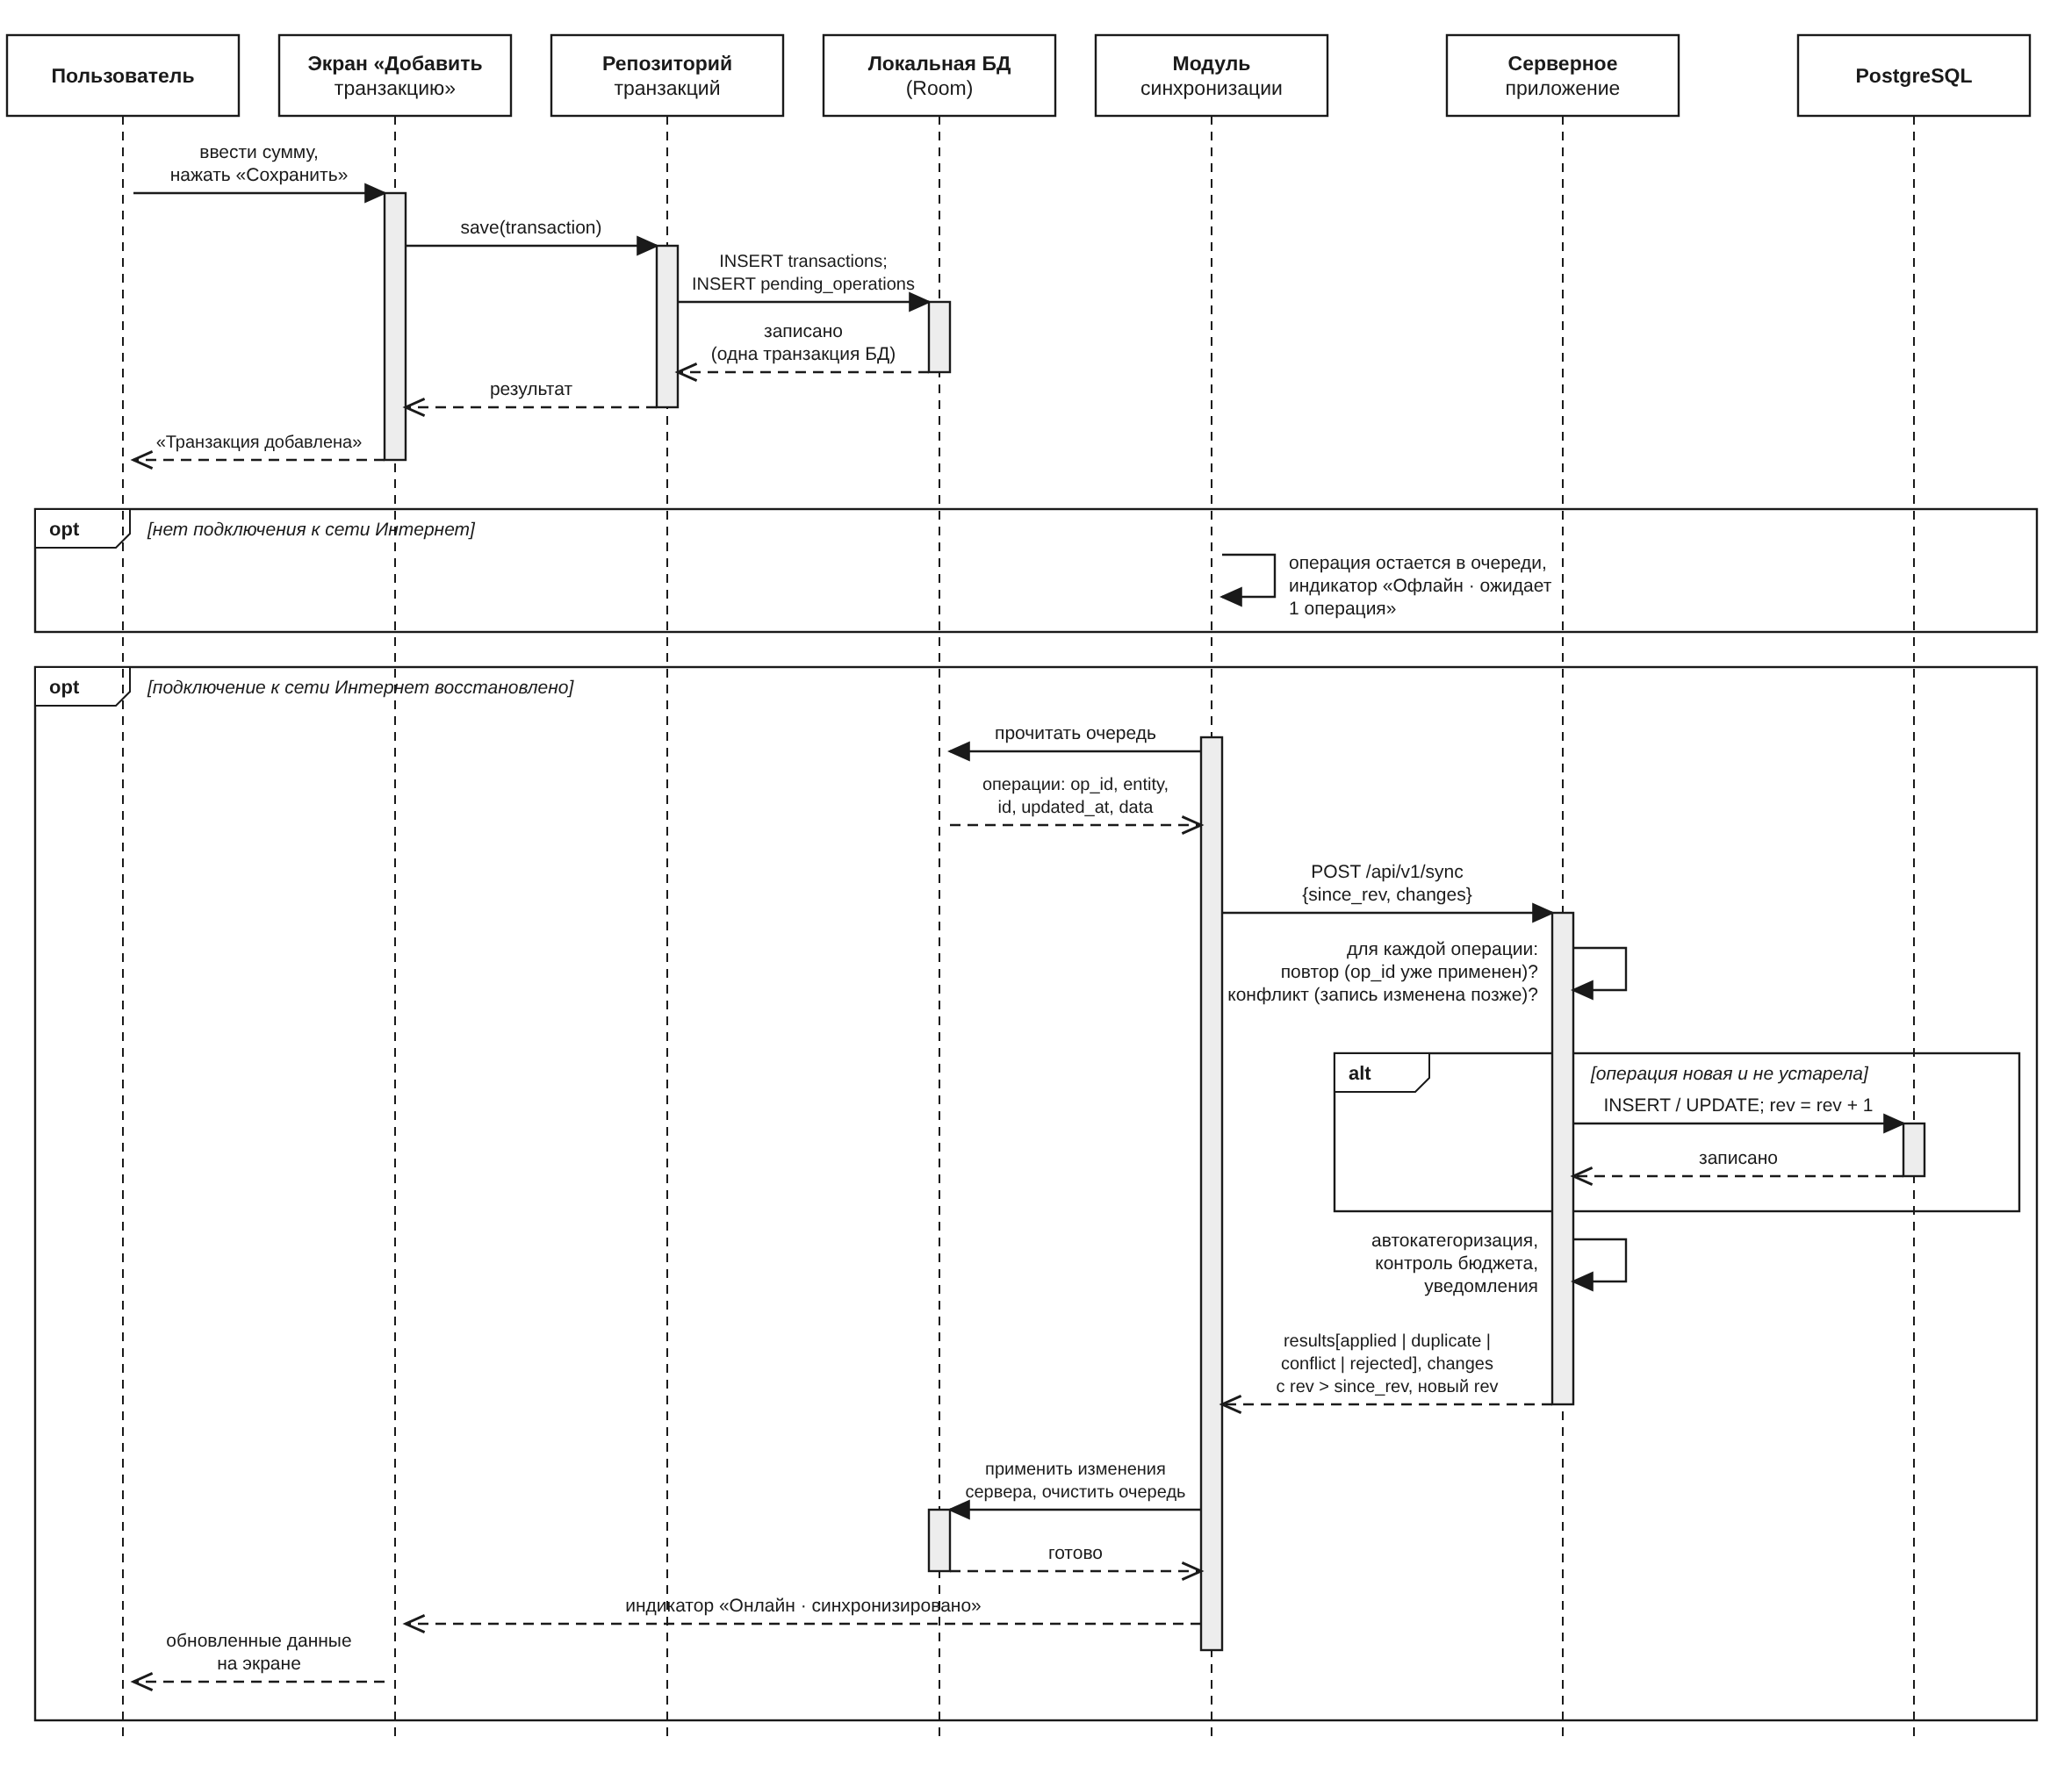 Пользователь
Экран «Добавить
транзакцию»
Репозиторий
транзакций
Локальная БД
(Room)
Модуль
синхронизации
Серверное
приложение
PostgreSQL
ввести сумму,
нажать «Сохранить»
save(transaction)
INSERT transactions;
INSERT pending_operations
записано
(одна транзакция БД)
результат
«Транзакция добавлена»
opt
[нет подключения к сети Интернет]
операция остается в очереди,
индикатор «Офлайн · ожидает
1 операция»
opt
[подключение к сети Интернет восстановлено]
прочитать очередь
операции: op_id, entity,
id, updated_at, data
POST /api/v1/sync
{since_rev, changes}
для каждой операции:
повтор (op_id уже применен)?
конфликт (запись изменена позже)?
alt
[операция новая и не устарела]
INSERT / UPDATE; rev = rev + 1
записано
автокатегоризация,
контроль бюджета,
уведомления
results[applied | duplicate |
conflict | rejected], changes
с rev > since_rev, новый rev
применить изменения
сервера, очистить очередь
готово
индикатор «Онлайн · синхронизировано»
обновленные данные
на экране